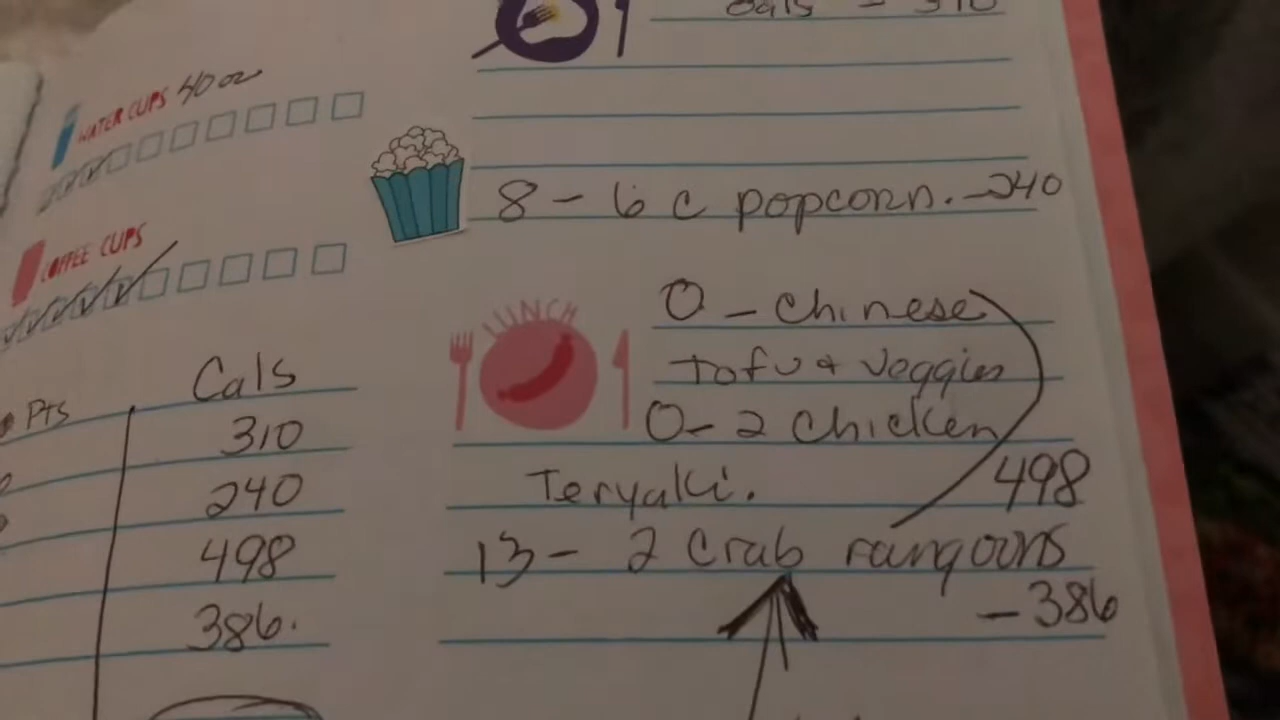 cals - 310
WATER CUPS 40 oz
8 - 6 c popcorn. - 240
COFFEE CUPS
LUNCH
0 - Chinese
Tofu & Veggies
0 - 2 Chicken
Teryaki.
498
13 - 2 Crab rangoons
- 386
Pts Cals
310
240
498
386.